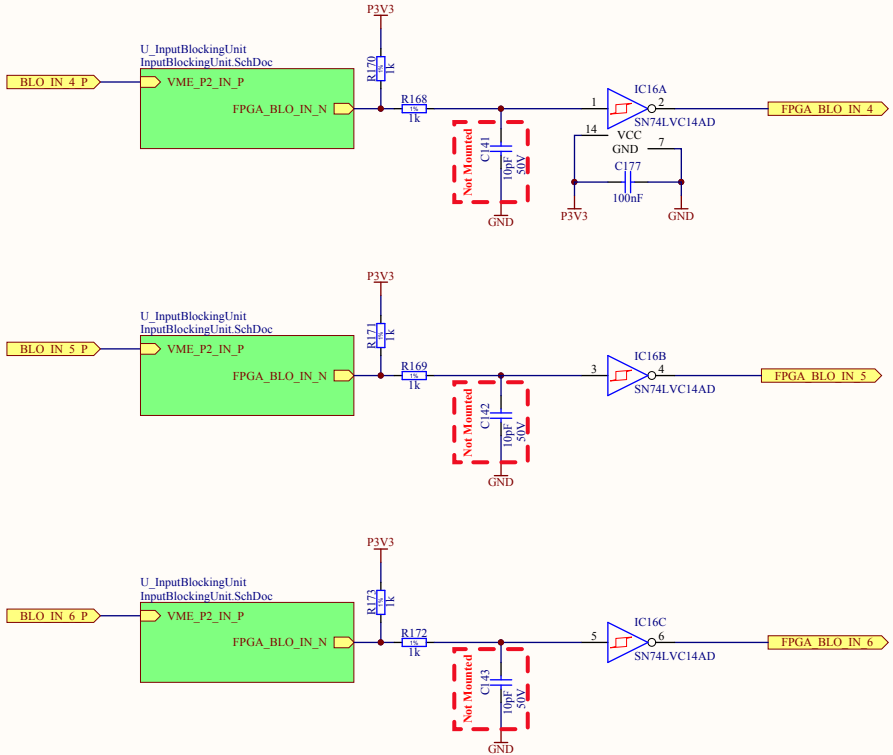 P3V3
U_InputBlockingUnit
InputBlockingUnit.SchDoc
R170
1%
1k
BLO_IN_4_P
VME_P2_IN_P
FPGA_BLO_IN_N
R168
1%
1k
Not Mounted
C141
10pF
50V
GND
IC16A
1
2
SN74LVC14AD
FPGA_BLO_IN_4
14
VCC
GND
7
C177
100nF
P3V3
GND
P3V3
U_InputBlockingUnit
InputBlockingUnit.SchDoc
R171
1%
1k
BLO_IN_5_P
VME_P2_IN_P
FPGA_BLO_IN_N
R169
1%
1k
Not Mounted
C142
10pF
50V
GND
IC16B
3
4
SN74LVC14AD
FPGA_BLO_IN_5
P3V3
U_InputBlockingUnit
InputBlockingUnit.SchDoc
R173
1%
1k
BLO_IN_6_P
VME_P2_IN_P
FPGA_BLO_IN_N
R172
1%
1k
Not Mounted
C143
10pF
50V
GND
IC16C
5
6
SN74LVC14AD
FPGA_BLO_IN_6